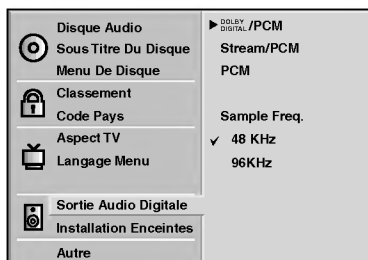 Disque Audio
Sous Titre Du Disque
Menu De Disque
Classement
Code Pays
Aspect TV
Langage Menu
Sortie Audio Digitale
Installation Enceintes
Autre
DOLBY DIGITAL /PCM
Stream/PCM
PCM
Sample Freq.
48 KHz
96KHz